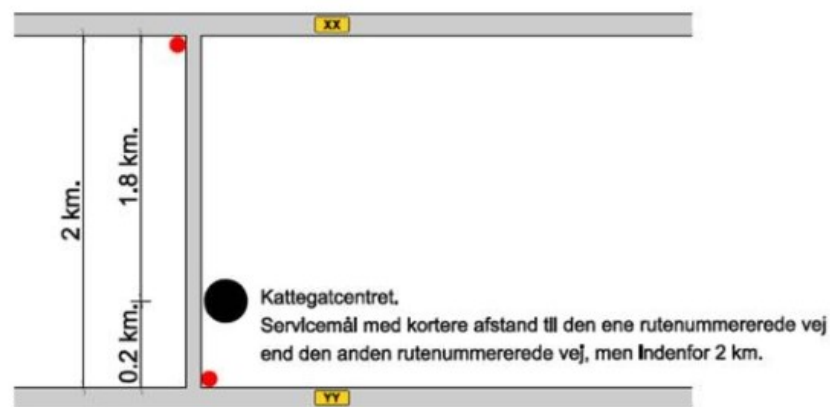 XX
2 km.
1.8 km.
0.2 km.
Kattegatcentret.
Servicemål med kortere afstand til den ene rutenummererede vej
end den anden rutenummererede vej, men Indenfor 2 km.
YY